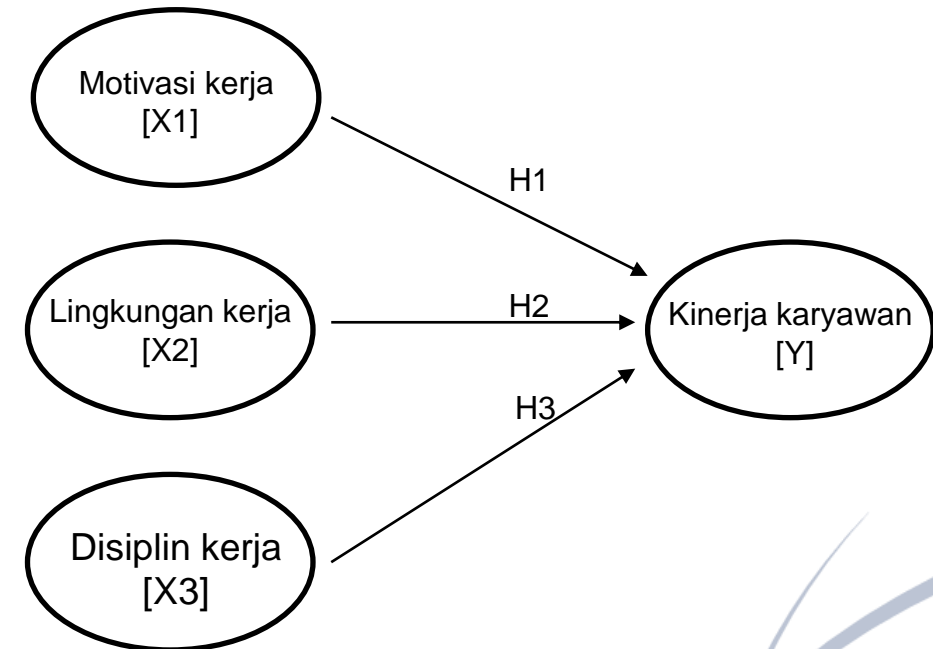 Motivasi kerja
[X1]
H1
Lingkungan kerja
[X2]
H2
Kinerja karyawan
[Y]
H3
Disiplin kerja
[X3]